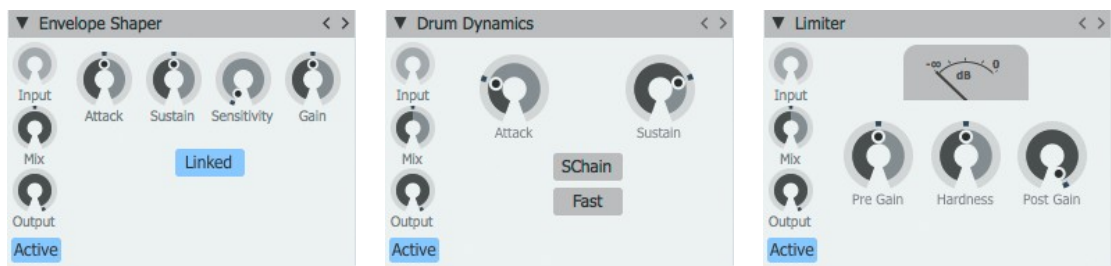 ▼ Envelope Shaper < >
Input
Attack Sustain Sensitivity Gain
Mix
Linked
Output
Active
▼ Drum Dynamics < >
Input
Attack Sustain
Mix
SChain
Fast
Output
Active
▼ Limiter < >
-∞ 0
dB
Input
Mix
Pre Gain Hardness Post Gain
Output
Active